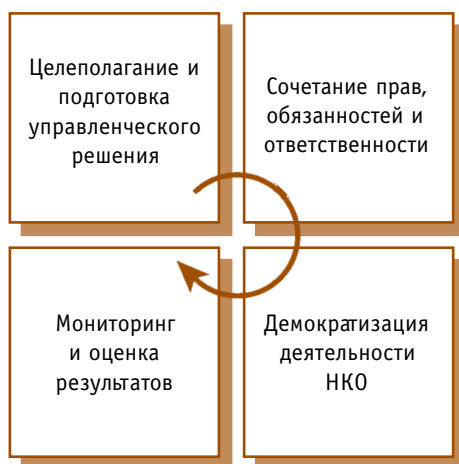 Целеполагание и
подготовка
управленческого
решения
Сочетание прав,
обязанностей и
ответственности
Мониторинг
и оценка
результатов
Демократизация
деятельности
НКО